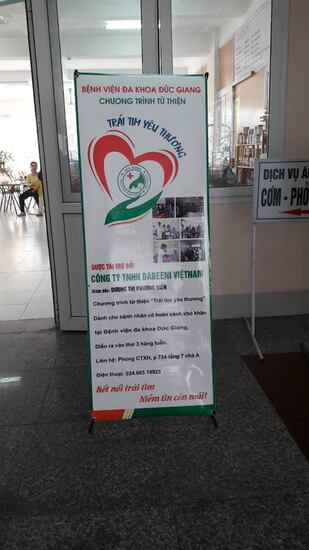 BỆNH VIỆN ĐA KHOA ĐỨC GIANG
CHƯƠNG TRÌNH TỪ THIỆN
TRÁI TIM YÊU THƯƠNG
ĐƯỢC TÀI TRỢ BỞI
CÔNG TY TNHH BABEENI VIETNAM
Giám đốc: DƯƠNG THỊ PHƯƠNG HIỀN
Chương trình từ thiện "Trái tim yêu thương"
Dành cho bệnh nhân có hoàn cảnh khó khăn
tại Bệnh viện đa khoa Đức Giang,
Diễn ra vào thứ 3 hàng tuần.
Liên hệ: Phòng CTXH, p.724 tầng 7 nhà A
Điện thoại: 024.665 19925
Kết nối trái tim
Niềm tin còn mãi!
DỊCH VỤ Ă
CƠM - PHỞ